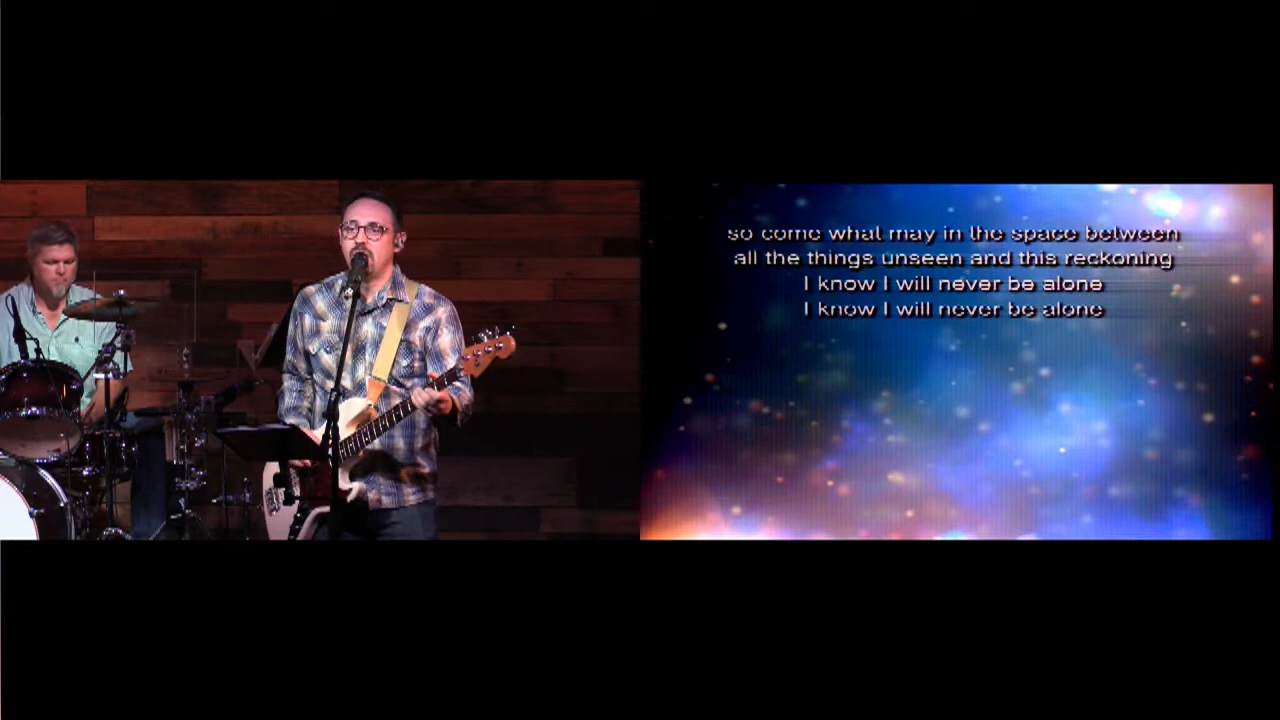 so come what may in the space between
all the things unseen and this reckoning
I know I will never be alone
I know I will never be alone